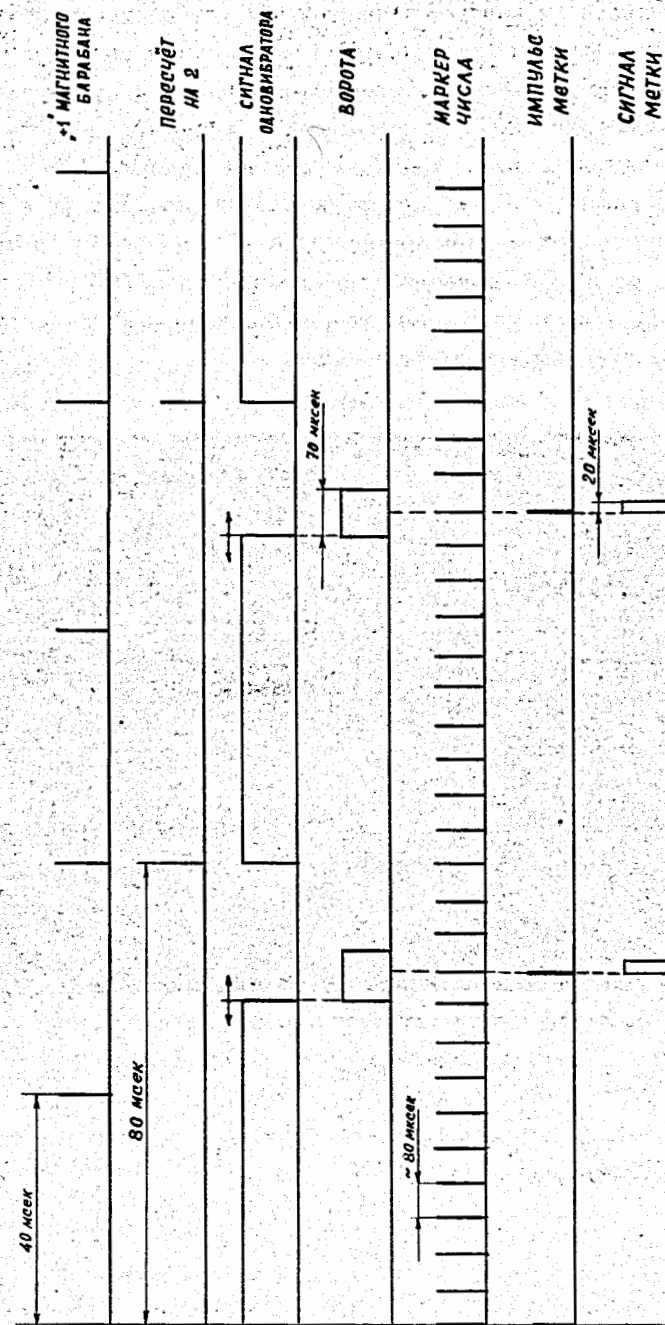 „+1" МАГНИТНОГО
БАРАБАНА
ПЕРЕСЧЁТ
НА 2
СИГНАЛ
ОДНОВИБРАТОРА
ВОРОТА
МАРКЕР
ЧИСЛА
ИМПУЛЬС
МЕТКИ
СИГНАЛ
МЕТКИ
70 мксек
20 мксек
~ 80 мксек
80 мсек
40 мсек